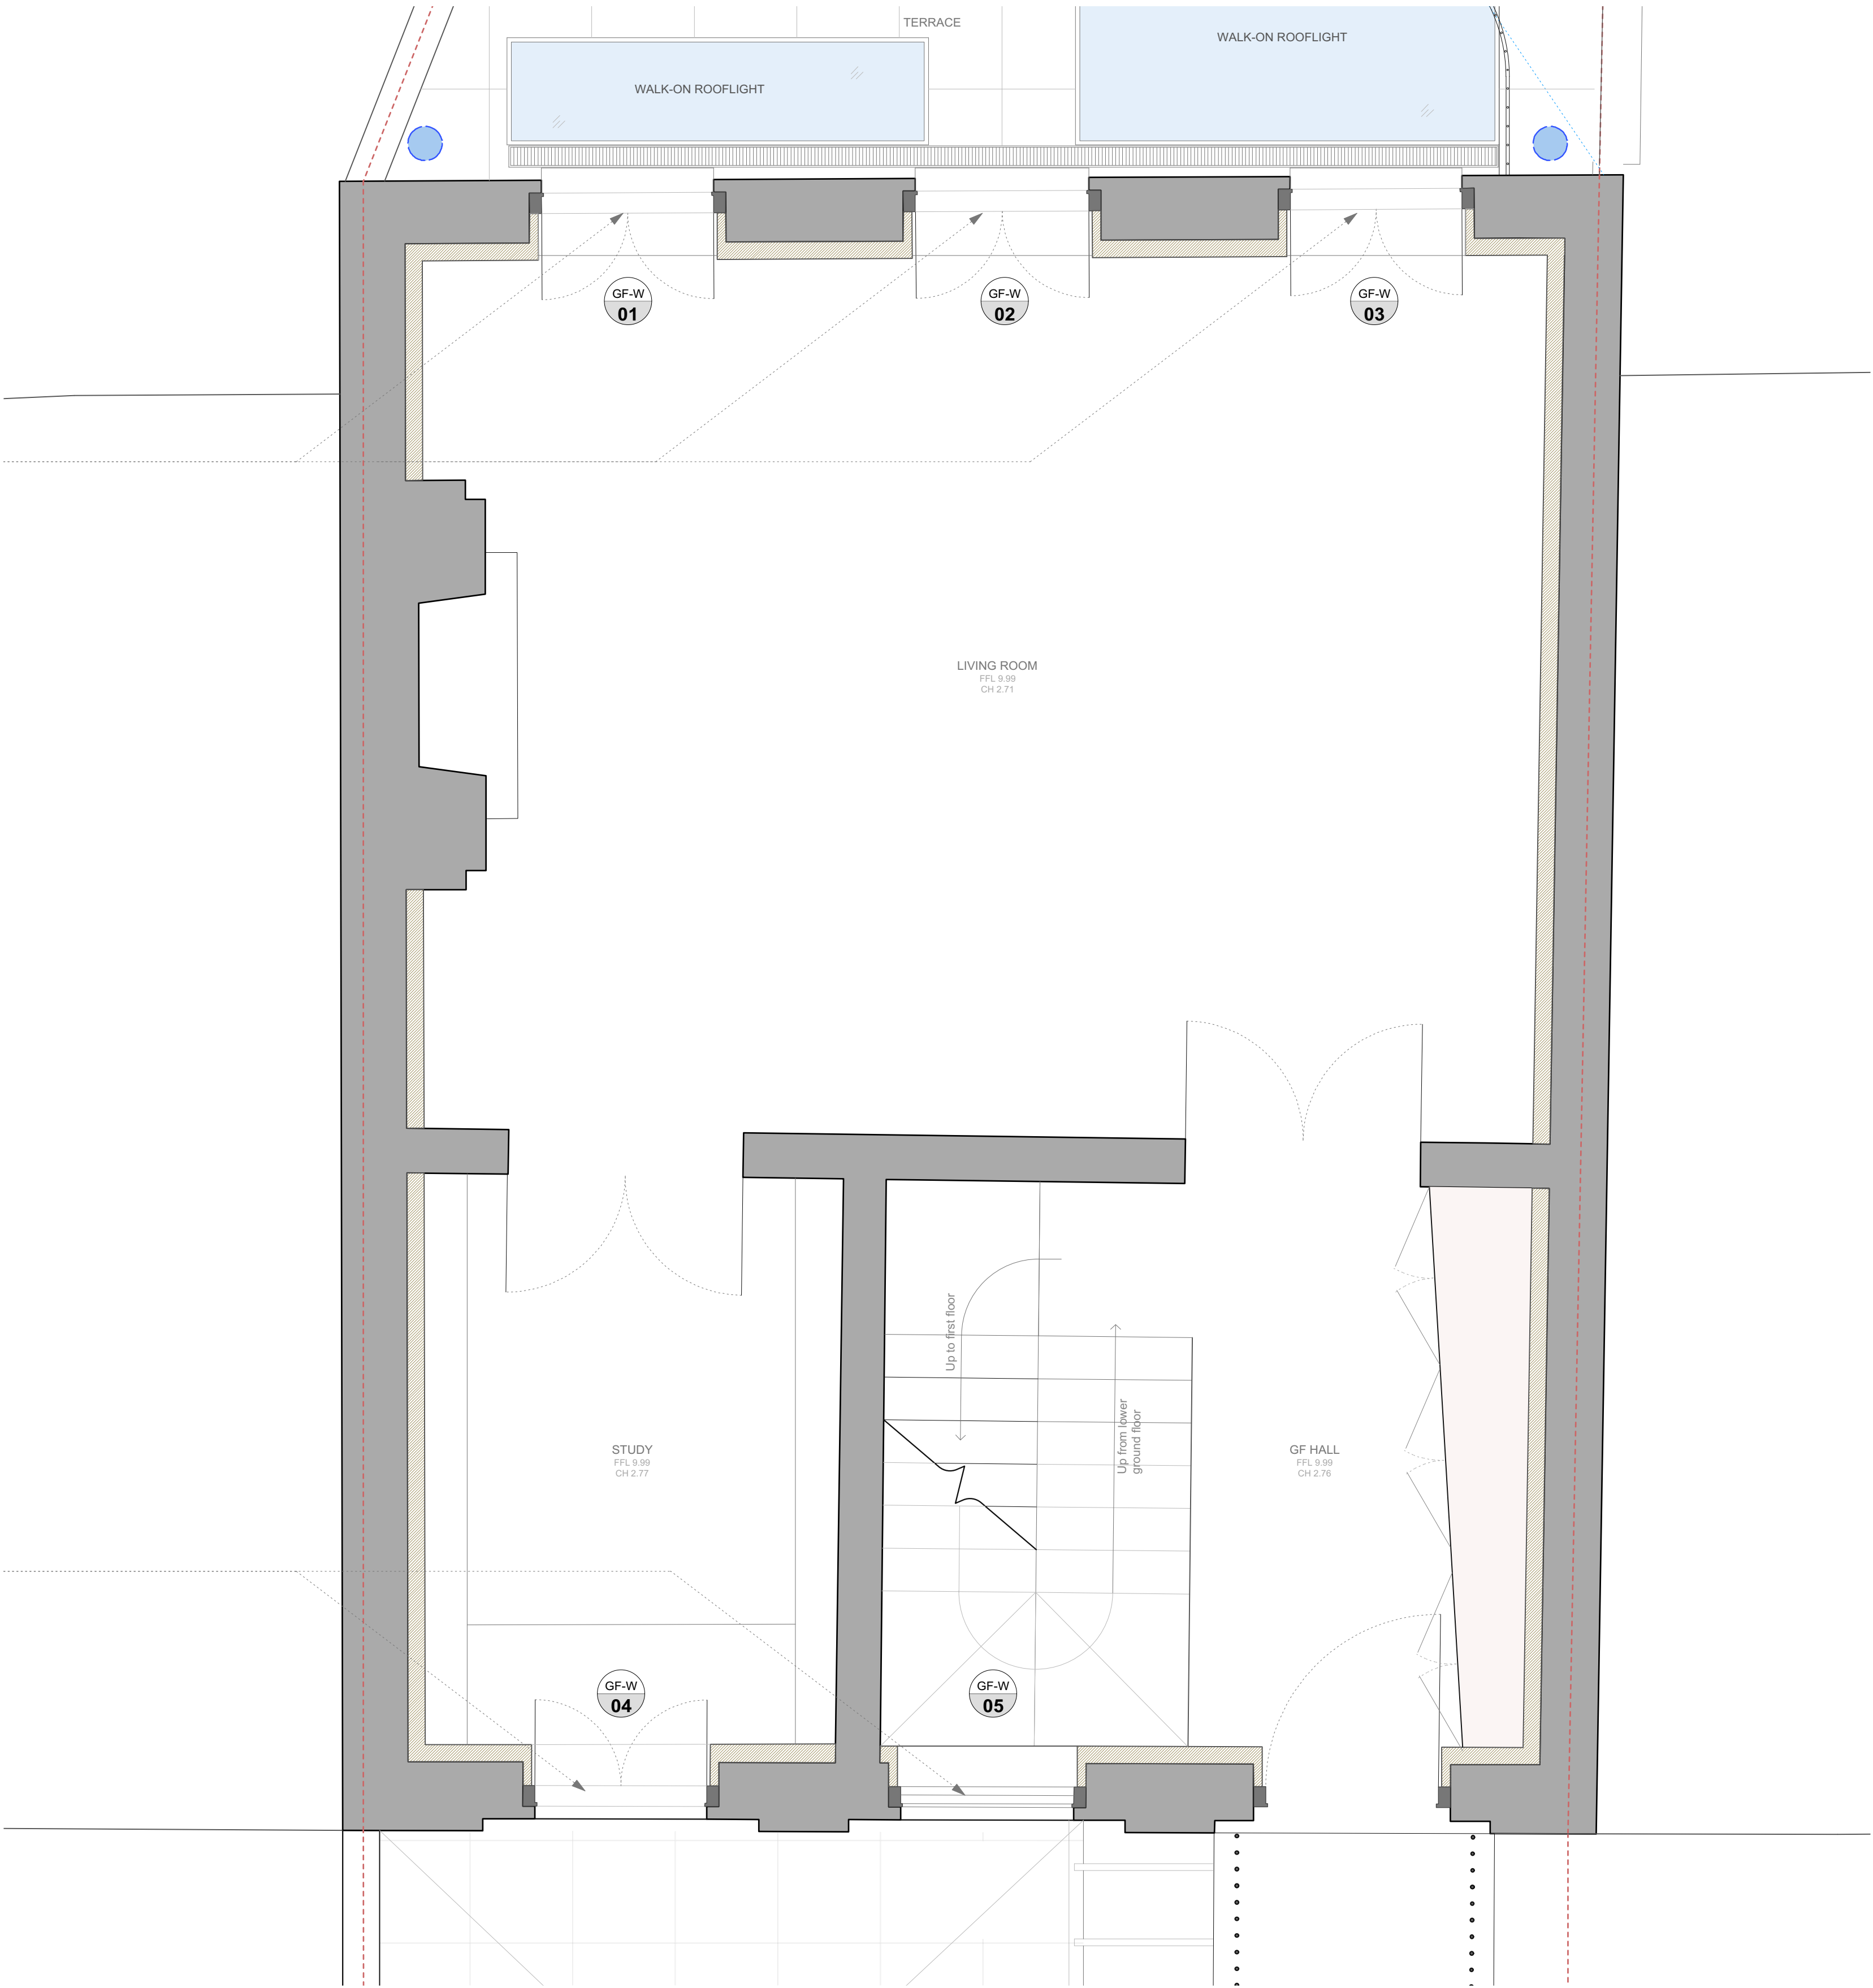 TERRACE
WALK-ON ROOFLIGHT
WALK-ON ROOFLIGHT
GF-W
01
GF-W
02
GF-W
03
LIVING ROOM
FFL 9.99
CH 2.71
Up to first floor
Up from lower
ground floor
STUDY
FFL 9.99
CH 2.77
GF HALL
FFL 9.99
CH 2.76
GF-W
04
GF-W
05